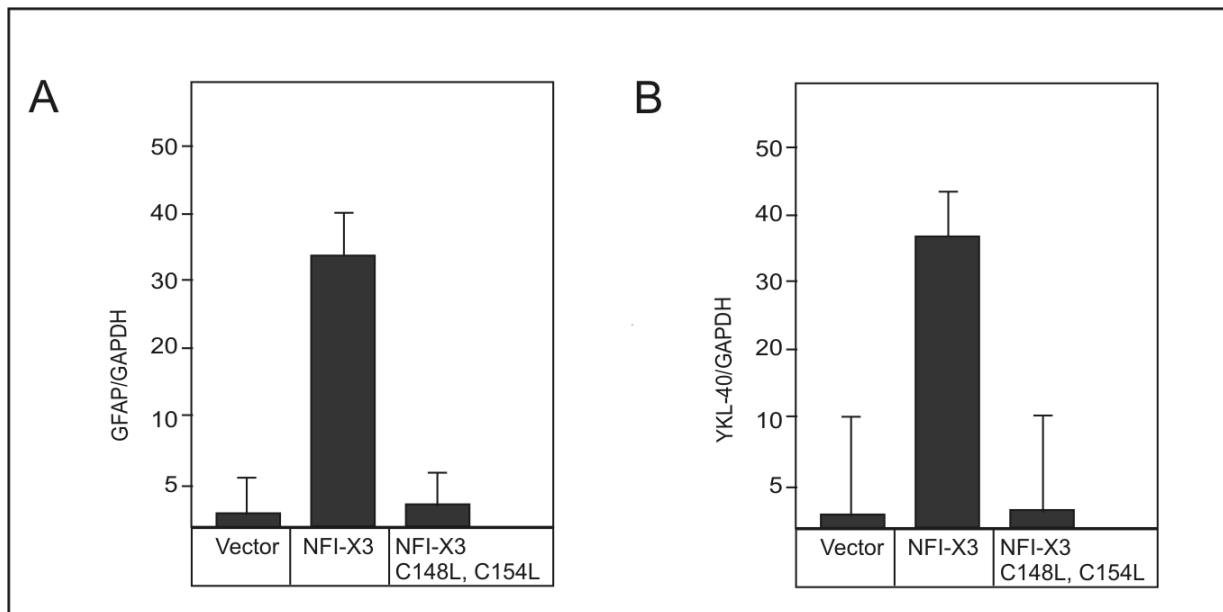 A
50
40
30
20
10
5
GFAP/GAPDH
Vector
NFI-X3
NFI-X3
C148L, C154L
B
50
40
30
20
10
5
YKL-40/GAPDH
Vector
NFI-X3
NFI-X3
C148L, C154L